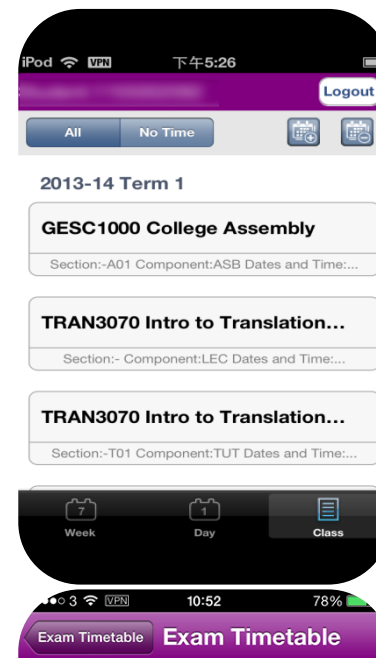 iPod VPN 下午5:26
Logout
All No Time
2013-14 Term 1
GESC1000 College Assembly
Section:-A01 Component:ASB Dates and Time:...
TRAN3070 Intro to Translation...
Section:- Component:LEC Dates and Time:...
TRAN3070 Intro to Translation...
Section:-T01 Component:TUT Dates and Time:...
7 1
Week Day Class
3 VPN 10:52 78%
Exam Timetable Exam Timetable